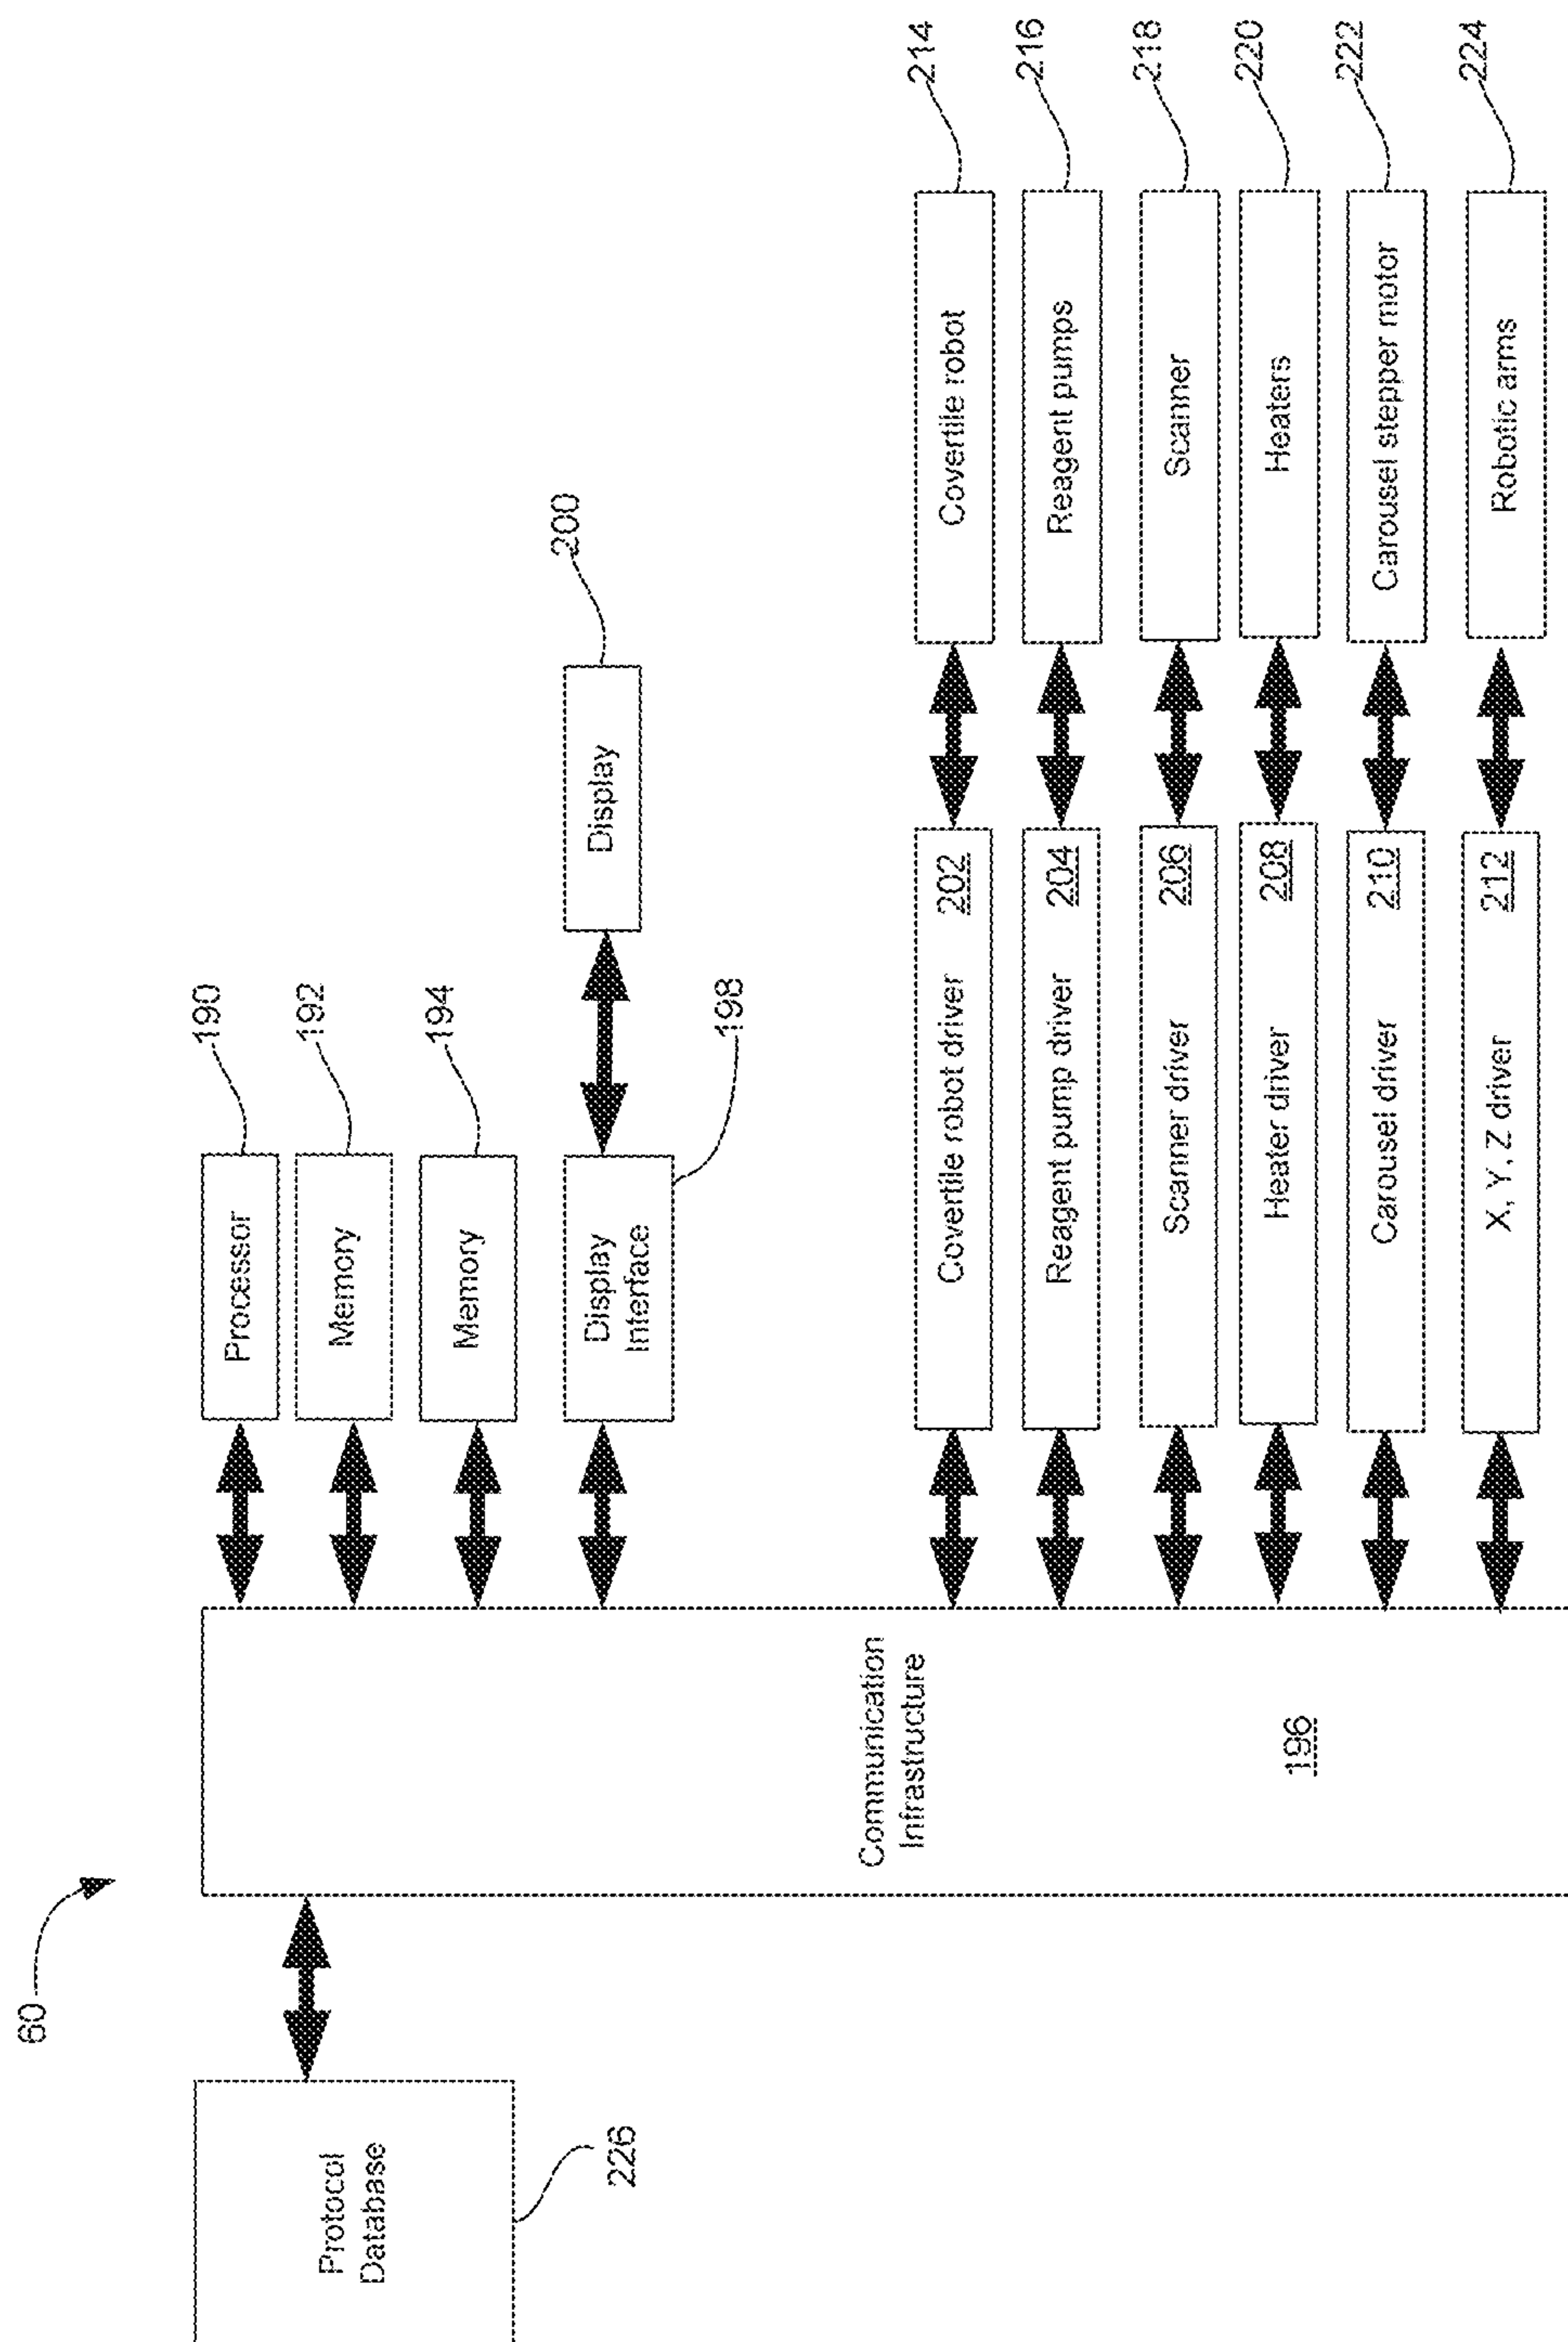 60
Protocol
Database
226
Communication
Infrastructure
196
Processor
190
Memory
192
Memory
194
Display
Interface
198
Display
200
Covertile robot driver 202
Covertile robot
214
Reagent pump driver 204
Reagent pumps
216
Scanner driver 206
Scanner
218
Heater driver 208
Heaters
220
Carousel driver 210
Carousel stepper motor
222
X, Y, Z driver 212
Robotic arms
224